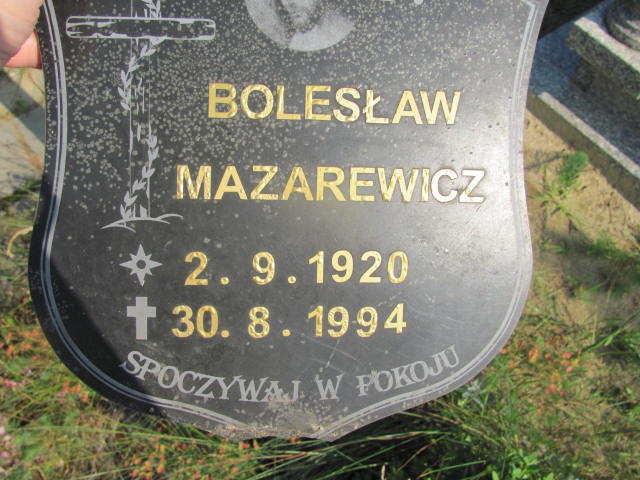 BOLESŁAW
MAZAREWICZ
2.9.1920
30.8.1994
SPOCZYWAJ W POKOJU